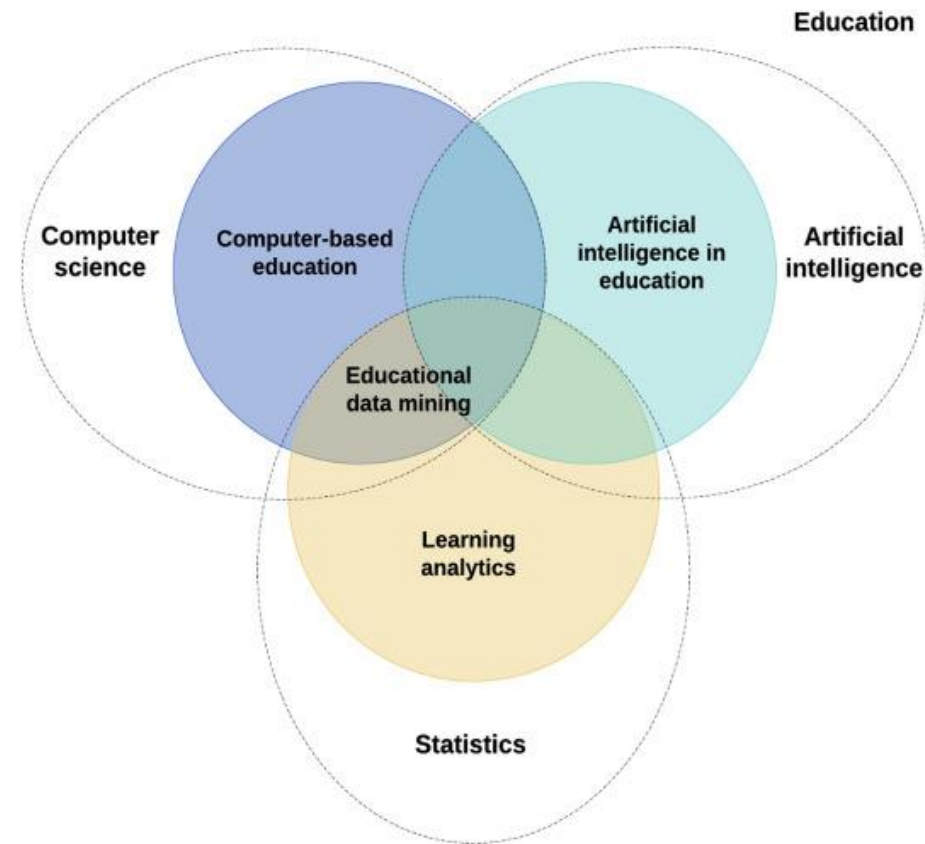 Education
Computer
science
Computer-based
education
Artificial
intelligence in
education
Artificial
intelligence
Educational
data mining
Learning
analytics
Statistics